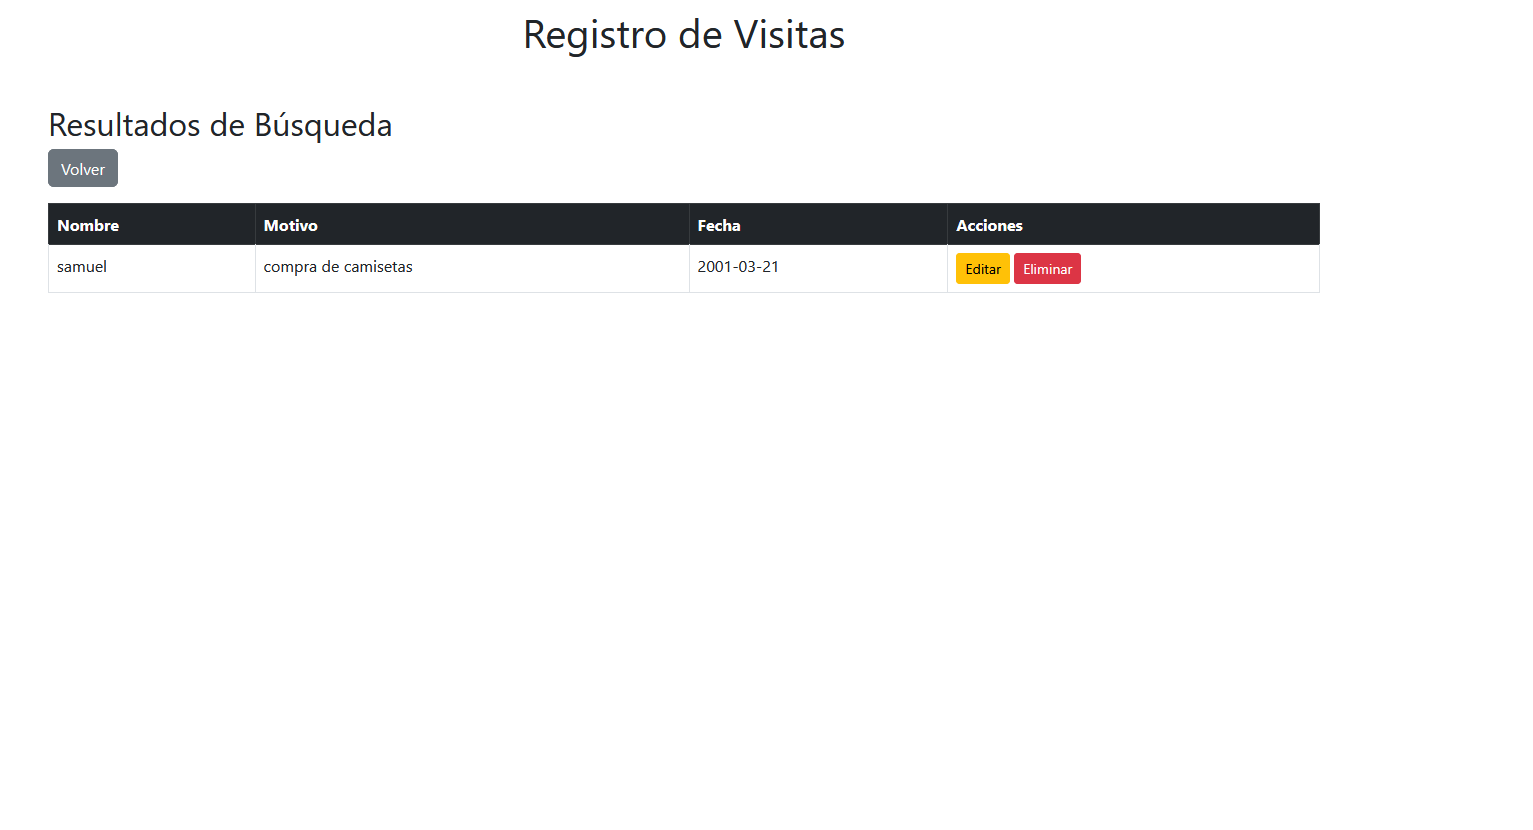 Registro de Visitas
Resultados de Búsqueda
Volver
Nombre Motivo Fecha Acciones
samuel compra de camisetas 2001-03-21 Editar Eliminar